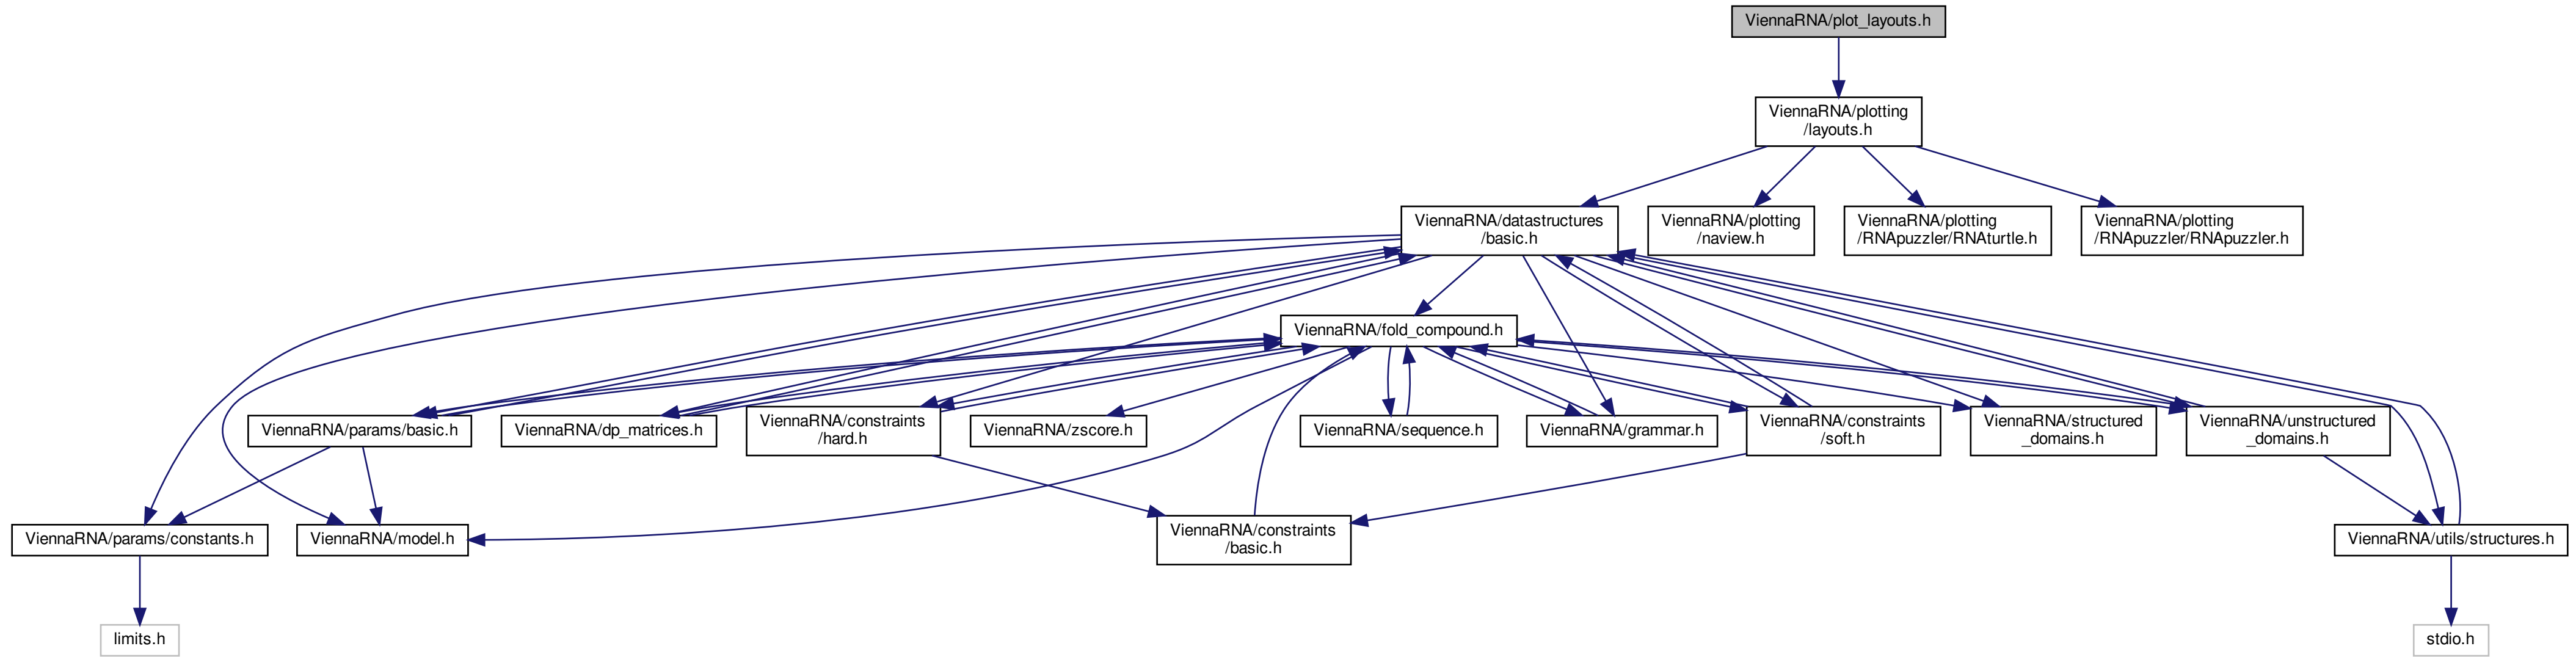 ViennaRNA/plot_layouts.h
ViennaRNA/plotting
/layouts.h
ViennaRNA/datastructures
/basic.h
ViennaRNA/plotting
/naview.h
ViennaRNA/plotting
/RNApuzzler/RNAturtle.h
ViennaRNA/plotting
/RNApuzzler/RNApuzzler.h
ViennaRNA/fold_compound.h
ViennaRNA/params/basic.h
ViennaRNA/dp_matrices.h
ViennaRNA/constraints
/hard.h
ViennaRNA/zscore.h
ViennaRNA/sequence.h
ViennaRNA/grammar.h
ViennaRNA/constraints
/soft.h
ViennaRNA/structured
_domains.h
ViennaRNA/unstructured
_domains.h
ViennaRNA/params/constants.h
ViennaRNA/model.h
ViennaRNA/constraints
/basic.h
ViennaRNA/utils/structures.h
limits.h
stdio.h